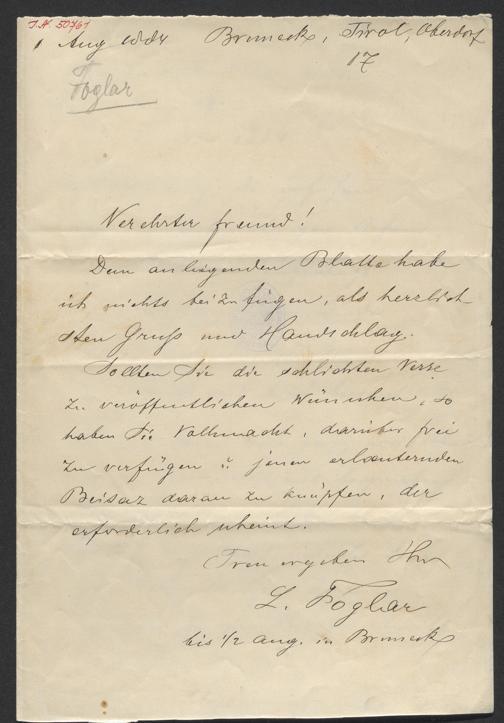 I.N. 50761
1 Aug 1884 Bruneck, Tirol, Oberdorf
17
Foglar
Verehrter Freund!
Dem anliegenden Blatte habe
ich nichts beizufügen, als herzlich-
sten Gruß und Handschlag.
Sollten Sie die schlichten Verse
zu veröffentlichen wünschen, so
haben Sie Vollmacht, darüber frei
zu verfügen u. jenen erläuternden
Beisaz daran zu knüpfen, der
erforderlich scheint.
Treu ergeben Ihr
L. Foglar
bis 1/2 Aug. in Bruneck